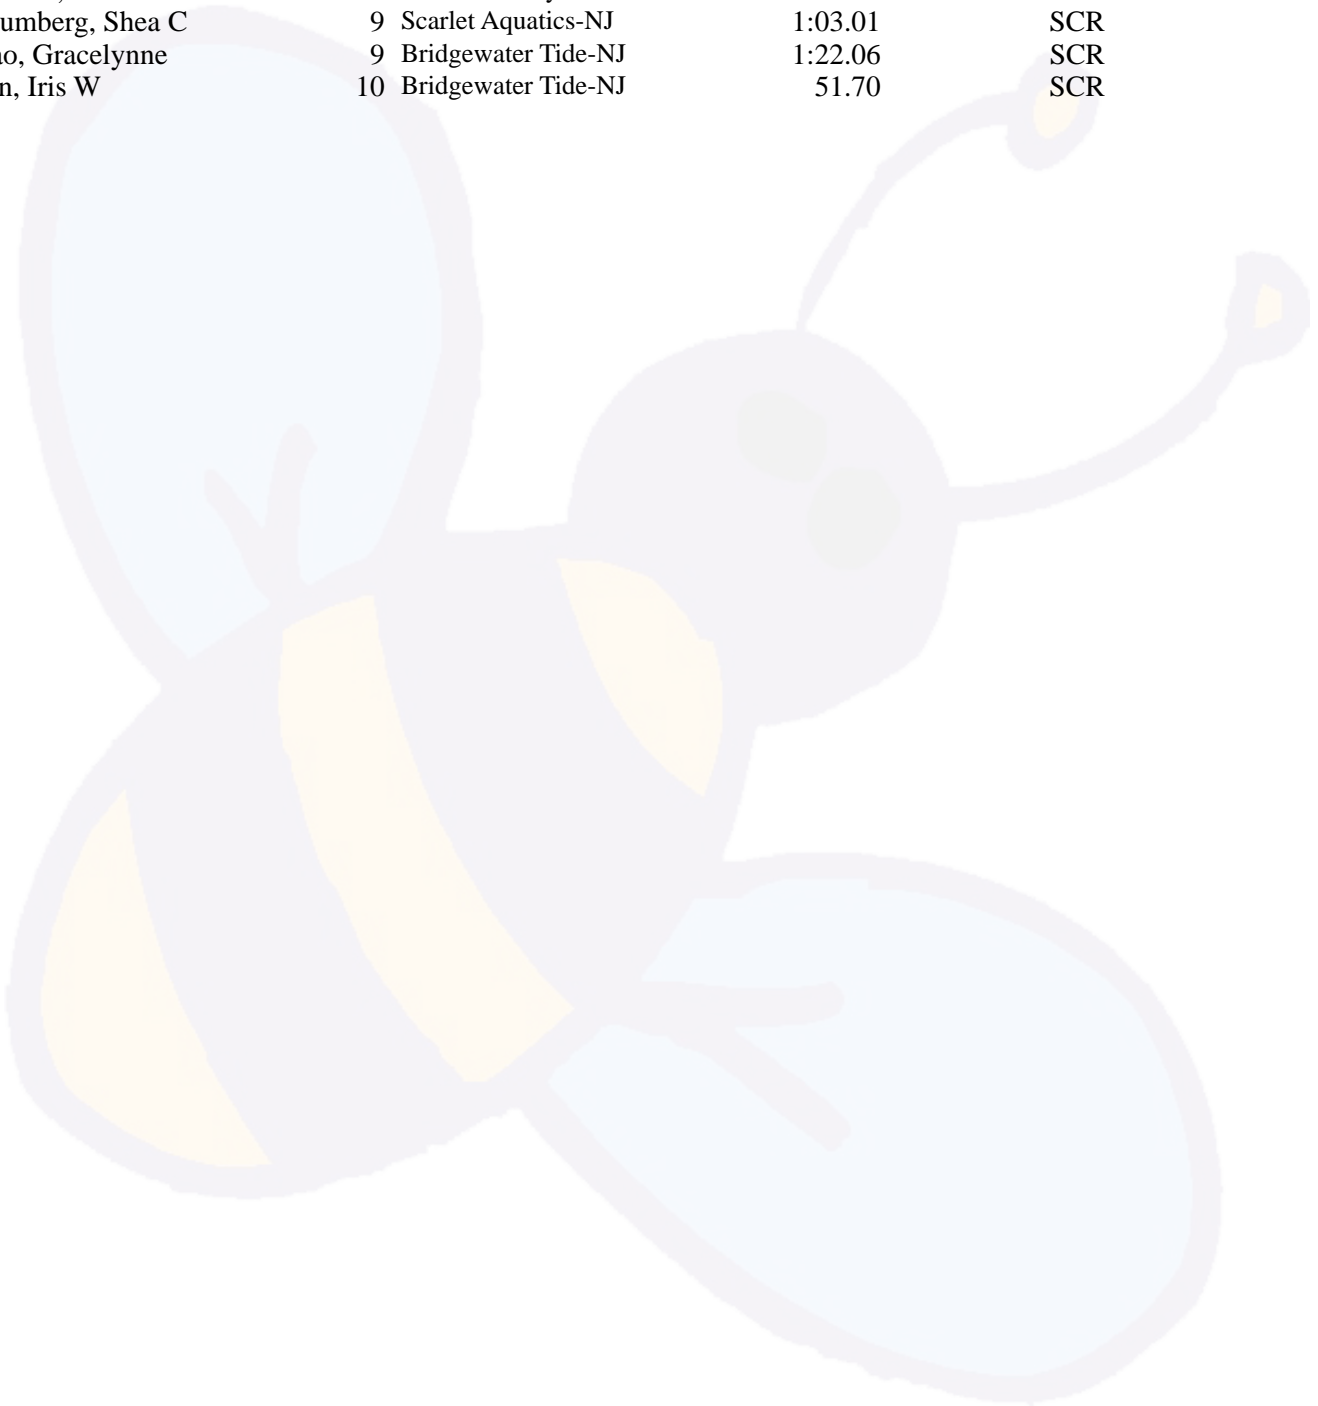 umberg, Shea C 9 Scarlet Aquatics-NJ 1:03.01 SCR
o, Gracelynne 9 Bridgewater Tide-NJ 1:22.06 SCR
n, Iris W 10 Bridgewater Tide-NJ 51.70 SCR